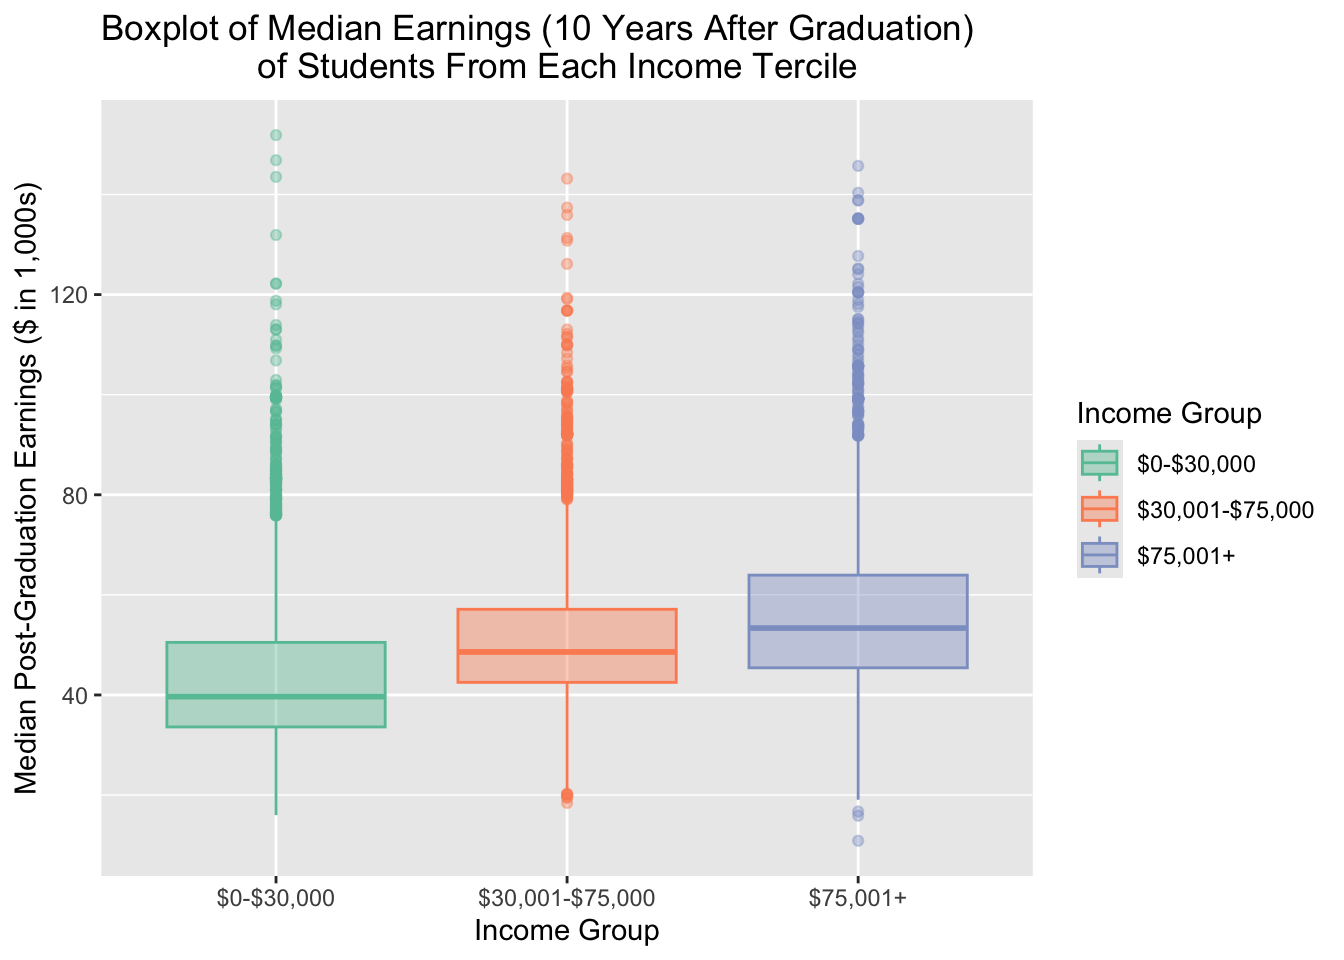 Boxplot of Median Earnings (10 Years After Graduation)
of Students From Each Income Tercile
Median Post-Graduation Earnings ($ in 1,000s)
120
80
40
$0-$30,000
$30,001-$75,000
$75,001+
Income Group
Income Group
$0-$30,000
$30,001-$75,000
$75,001+